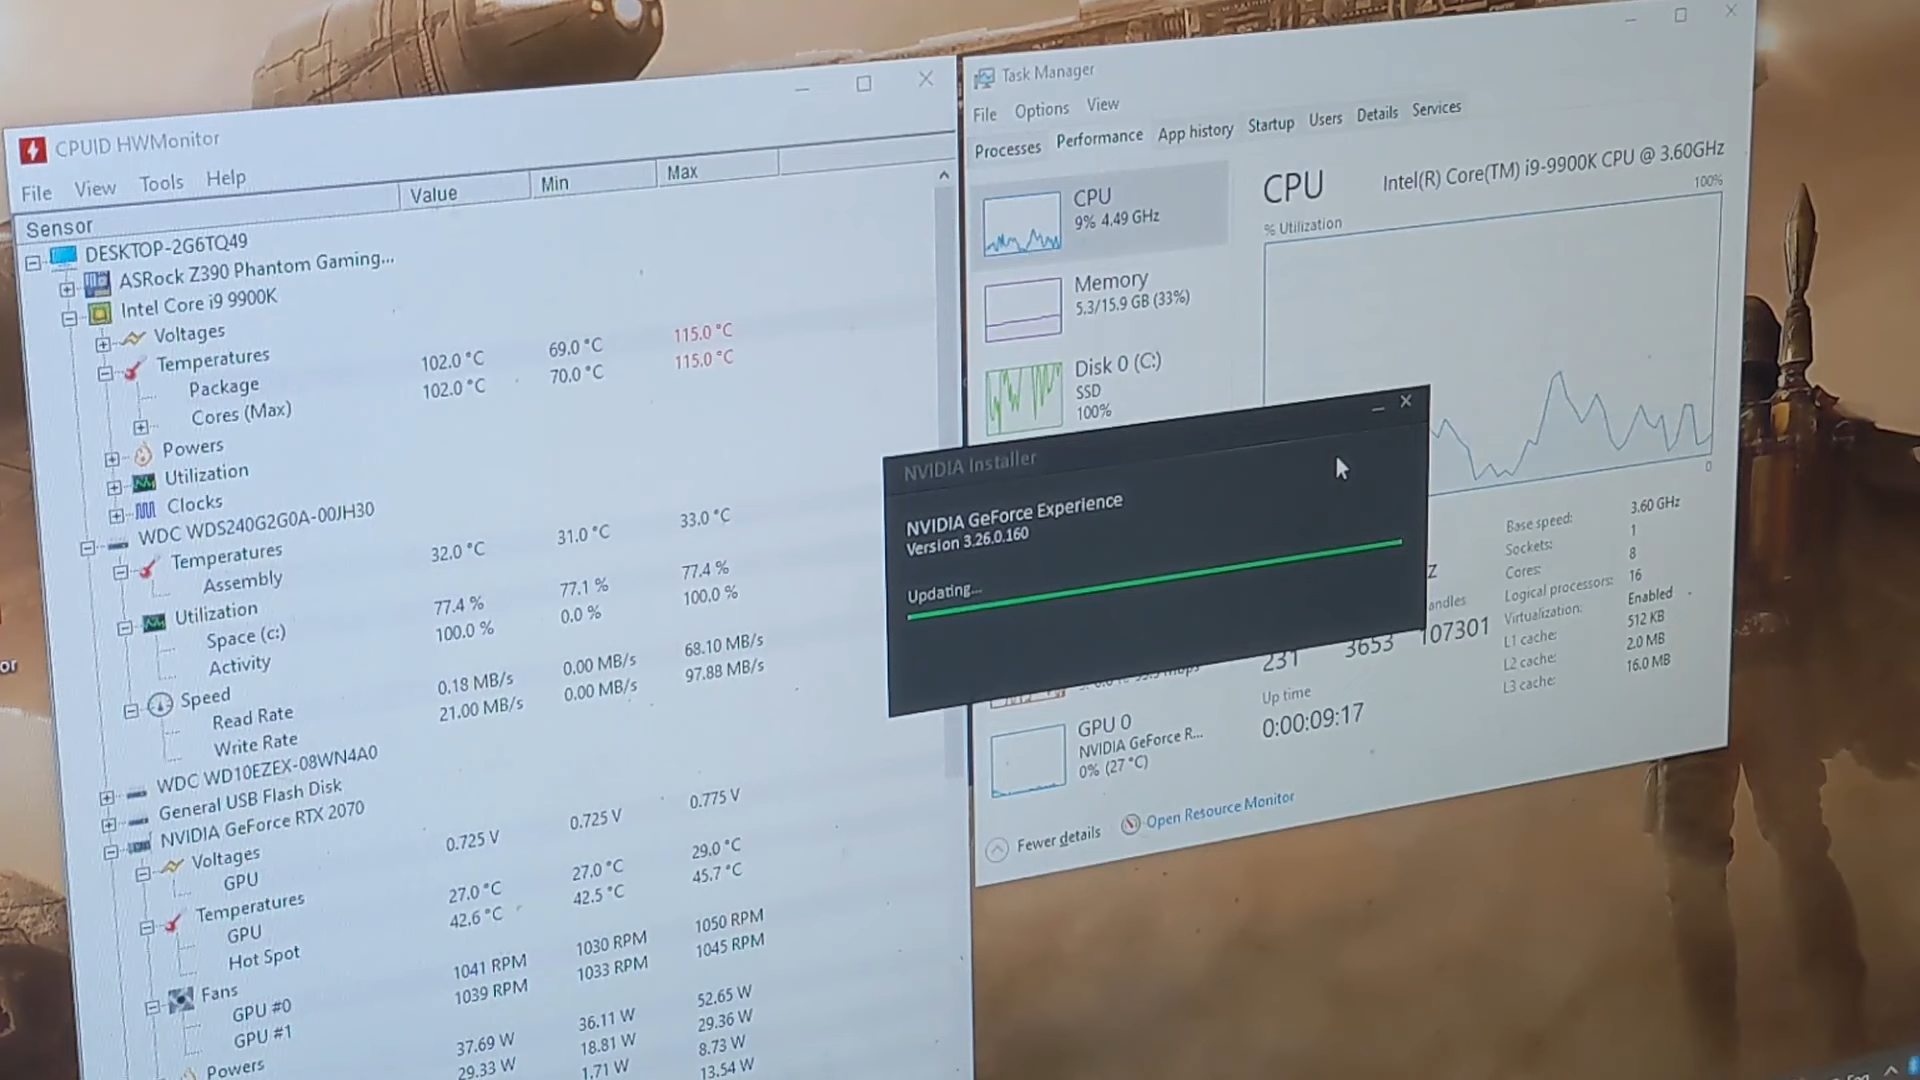 CPUID HWMonitor
File View Tools Help
Sensor Value Min Max
DESKTOP-2G6TQ49
ASRock Z390 Phantom Gaming...
Intel Core i9 9900K
Voltages
Temperatures
Package 102.0 °C 69.0 °C 115.0 °C
Cores (Max) 102.0 °C 70.0 °C 115.0 °C
Powers
Utilization
Clocks
WDC WDS240G2G0A-00JH30
Temperatures
Assembly 32.0 °C 31.0 °C 33.0 °C
Utilization
Space (c:) 77.4 % 77.1 % 77.4 %
Activity 100.0 % 0.0 % 100.0 %
Speed
Read Rate 0.18 MB/s 0.00 MB/s 68.10 MB/s
Write Rate 21.00 MB/s 0.00 MB/s 97.88 MB/s
WDC WD10EZEX-08WN4A0
General USB Flash Disk
NVIDIA GeForce RTX 2070
Voltages
GPU 0.725 V 0.725 V 0.775 V
Temperatures
GPU 27.0 °C 27.0 °C 29.0 °C
Hot Spot 42.6 °C 42.5 °C 45.7 °C
Fans
GPU #0 1041 RPM 1030 RPM 1050 RPM
GPU #1 1039 RPM 1033 RPM 1045 RPM
Powers
37.69 W 36.11 W 52.65 W
29.33 W 18.81 W 29.36 W
1.71 W 8.73 W
13.54 W
or
Task Manager
File Options View
Processes Performance App history Startup Users Details Services
CPU
9% 4.49 GHz
Memory
5.3/15.9 GB (33%)
Disk 0 (C:)
SSD
100%
GPU 0
NVIDIA GeForce R...
0% (27 °C)
CPU Intel(R) Core(TM) i9-9900K CPU @ 3.60GHz
% Utilization 100%
0
NVIDIA Installer
NVIDIA GeForce Experience
Version 3.26.0.160
Updating...
z
andles
231 3653 107301
Up time
0:00:09:17
Base speed: 3.60 GHz
Sockets: 1
Cores: 8
Logical processors: 16
Virtualization: Enabled
L1 cache: 512 KB
L2 cache: 2.0 MB
L3 cache: 16.0 MB
Fewer details Open Resource Monitor